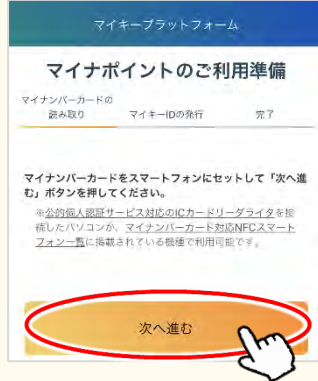 マイキープラットフォーム
マイナポイントのご利用準備
マイナンバーカードの
読み取り
マイキーIDの発行
完了
マイナンバーカードをスマートフォンにセットして「次へ進
む」ボタンを押してください。
※公的個人認証サービス対応のICカードリーダライタを接
続したパソコンか、マイナンバーカード対応NFCスマート
フォン一覧に掲載されている機種で利用可能です。
次へ進む